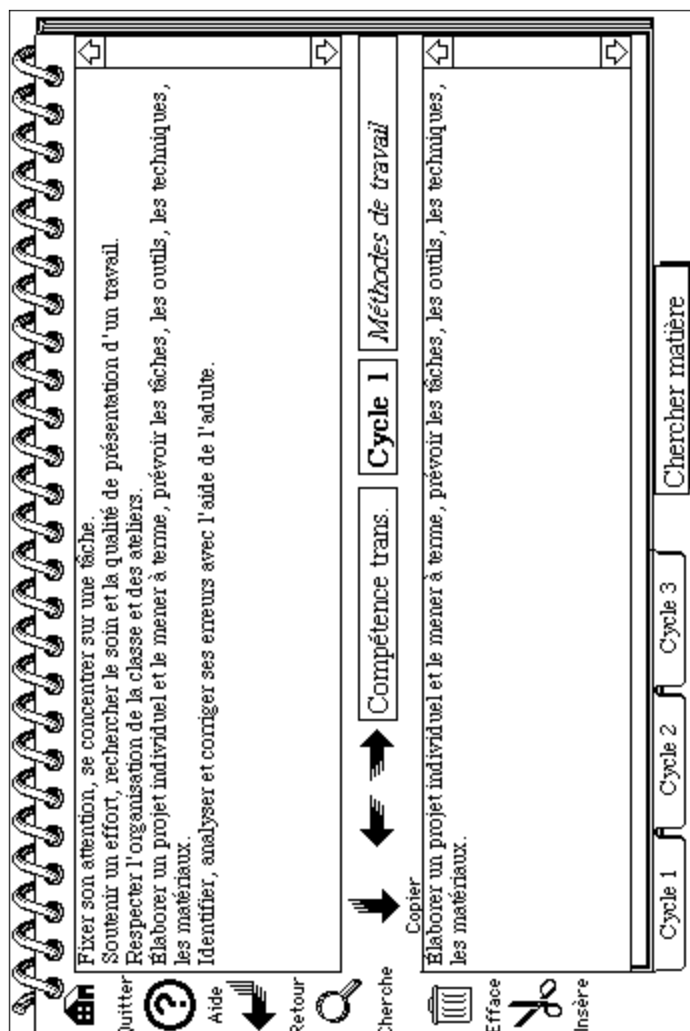 Fixer son attention, se concentrer sur une tâche.
Soutenir un effort, rechercher le soin et la qualité de présentation d'un travail.
Respecter l'organisation de la classe et des ateliers.
Élaborer un projet individuel et le mener à terme, prévoir les tâches, les outils, les techniques,
les matériaux.
Identifier, analyser et corriger ses erreurs avec l'aide de l'adulte.
Quitter
Aide
Retour
Cherche
Efface
Insère
Copier
Compétence trans.
Cycle 1
Méthodes de travail
Élaborer un projet individuel et le mener à terme, prévoir les tâches, les outils, les techniques,
les matériaux.
Cycle 1
Cycle 2
Cycle 3
Chercher matière